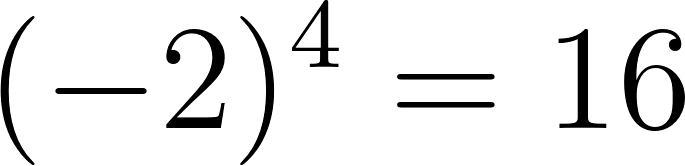 (−2)⁴ = 16